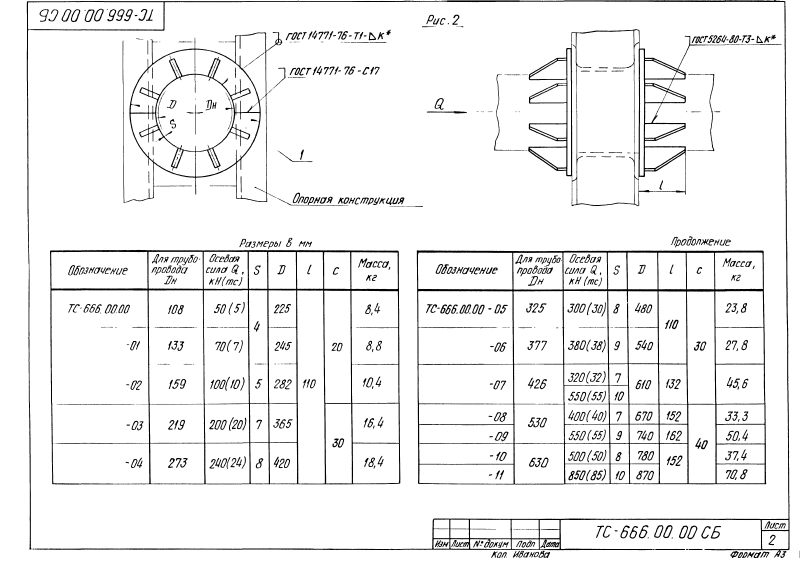 ТС-666.00.00 СБ
ГОСТ 14771-76-Т1-△К*
ГОСТ 14771-76-С17
D
Dн
S
1
Опорная конструкция
Рис. 2
ГОСТ 5264-80-Т3-△К*
Q
l
Размеры в мм
Обозначение Для трубопровода Dн Осевая сила Q, кН(тс) S D l c Масса, кг
ТС-666.00.00 108 50(5) 4 225 110 20 8,4
-01 133 70(7) 245 8,8
-02 159 100(10) 5 282 10,4
-03 219 200(20) 7 365 30 16,4
-04 273 240(24) 8 420 18,4
Продолжение
Обозначение Для трубопровода Dн Осевая сила Q, кН(тс) S D l c Масса, кг
ТС-666.00.00-05 325 300(30) 8 480 110 30 23,8
-06 377 380(38) 9 540 27,8
-07 426 320(32) 7 610 132 45,6
550(55) 10
-08 530 400(40) 7 670 152 40 33,3
-09 550(55) 9 740 162 50,4
-10 630 500(50) 8 780 152 37,4
-11 850(85) 10 870 70,8
ТС-666.00.00 СБ
Лист
2
Изм Лист № докум Подп Дата
Коп. Иванова
Формат А3